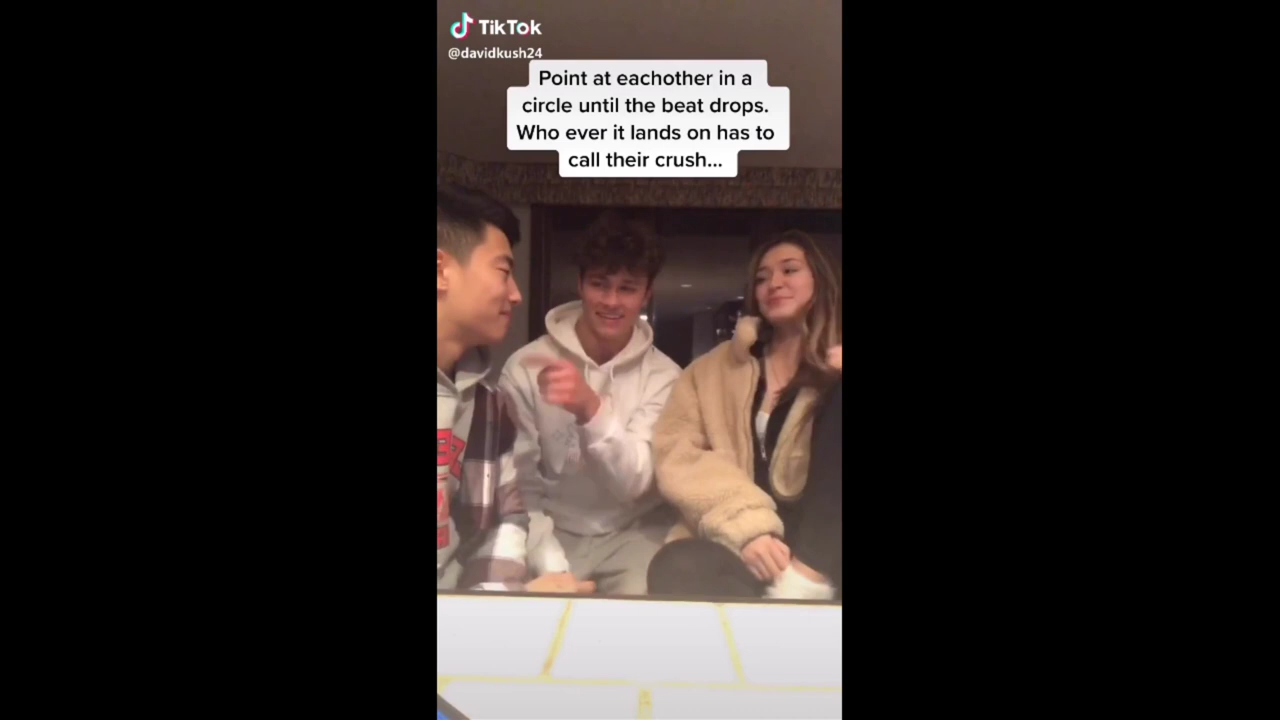 TikTok
@davidkush24
Point at eachother in a
circle until the beat drops.
Who ever it lands on has to
call their crush...